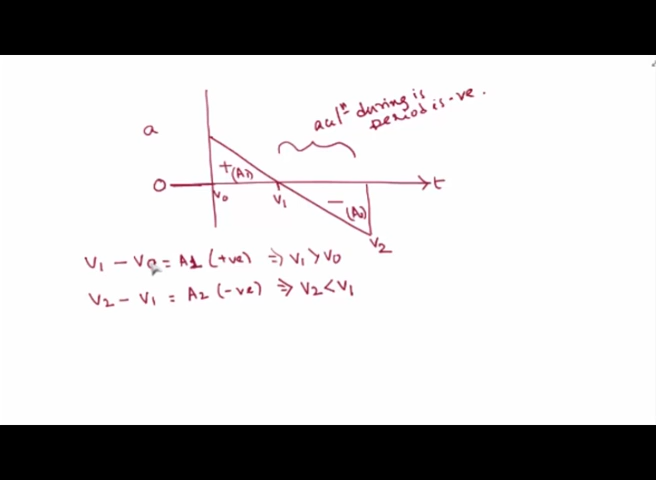 accⁿ during is
period is -ve.
a
+(A1)
O
t
V₀
V₁
-(A2)
V₂
V₁ - V₀ = A1 (+ve) ⇒ V₁ > V₀
V₂ - V₁ = A₂ (-ve) ⇒ V₂ < V₁